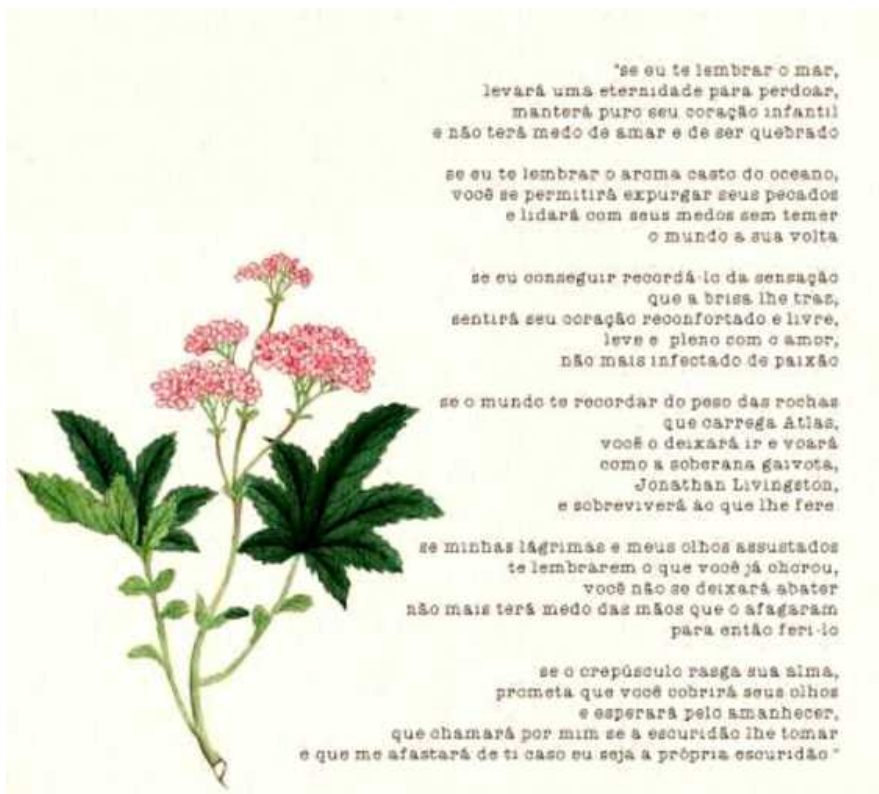 "se eu te lembrar o mar,
levará uma eternidade para perdoar,
manterá puro seu coração infantil
e não terá medo de amar e de ser quebrado
se eu te lembrar o aroma casto do oceano,
você se permitirá expurgar seus pecados
e lidará com seus medos sem temer
o mundo a sua volta
se eu conseguir recordá-lo da sensação
que a brisa lhe tras,
sentirá seu coração reconfortado e livre,
leve e pleno com o amor,
não mais infectado de paixão
se o mundo te recordar do peso das rochas
que carrega Atlas,
você o deixará ir e voará
como a soberana gaivota,
Jonathan Livingston,
e sobreviverá ao que lhe fere
se minhas lágrimas e meus olhos assustados
te lembrarem o que você já chorou,
você não se deixará abater
não mais terá medo das mãos que o afagaram
para então feri-lo
se o crepúsculo rasga sua alma,
prometa que você cobrirá seus olhos
e esperará pelo amanhecer,
que chamará por mim se a escuridão lhe tomar
e que me afastará de ti caso eu seja a própria escuridão"